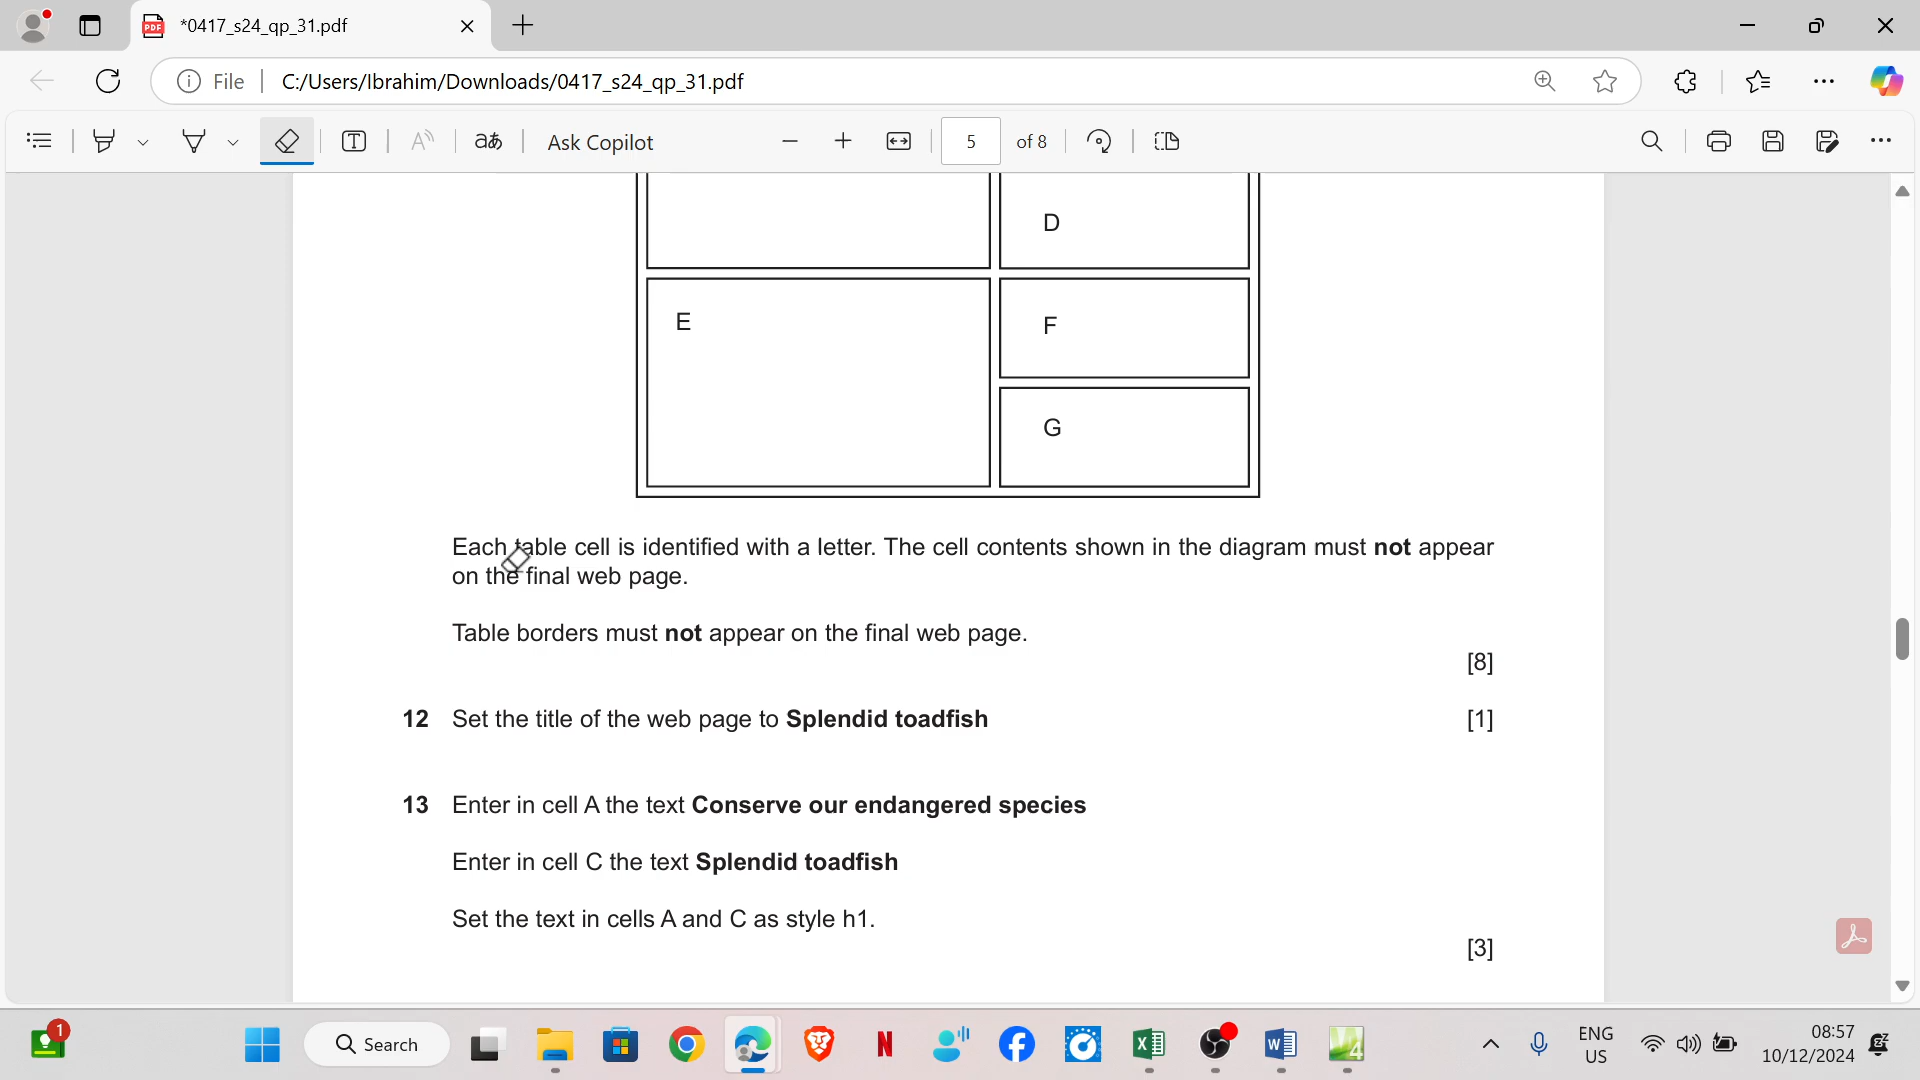 *0417_s24_qp_31.pdf
File
C:/Users/Ibrahim/Downloads/0417_s24_qp_31.pdf
aあ
Ask Copilot
5 of 8
D
E
F
G
Each table cell is identified with a letter. The cell contents shown in the diagram must not appear
on the final web page.
Table borders must not appear on the final web page.
[8]
12 Set the title of the web page to Splendid toadfish [1]
13 Enter in cell A the text Conserve our endangered species
Enter in cell C the text Splendid toadfish
Set the text in cells A and C as style h1.
[3]
1
Search
N
4
ENG
US
08:57
10/12/2024